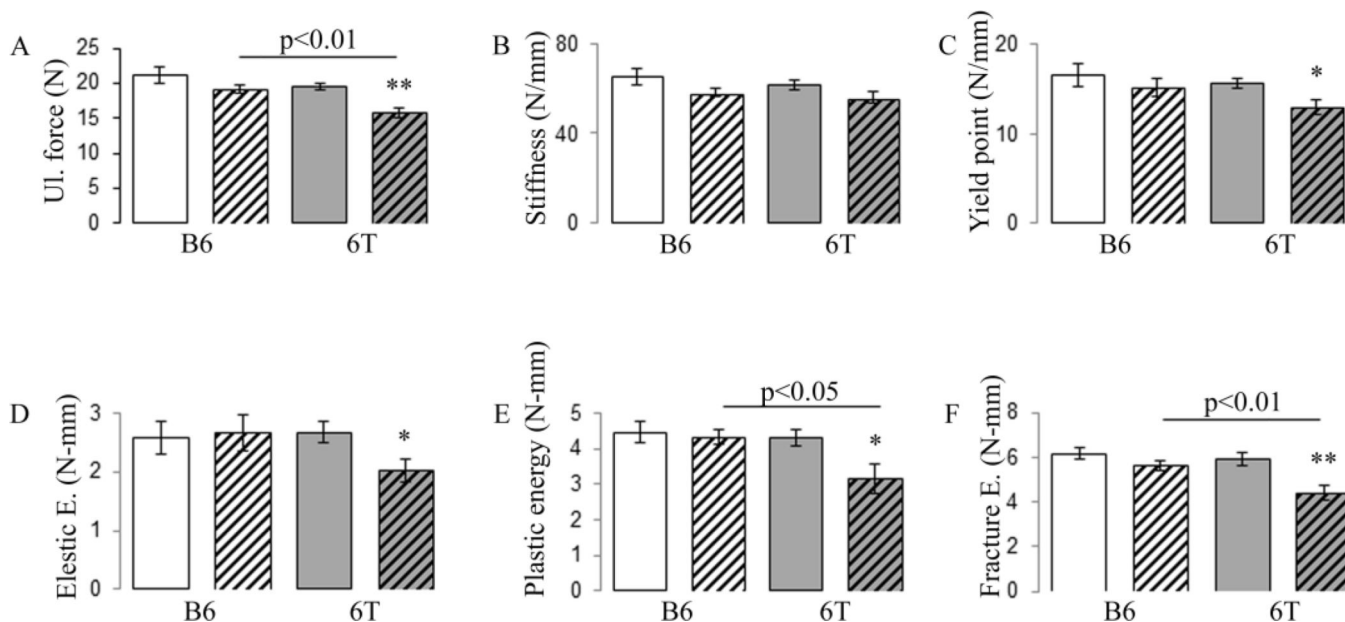 A
Ul. force (N)
25
20
15
10
5
0
p<0.01
**
B6
6T
B
Stiffness (N/mm)
80
60
0
B6
6T
C
Yield point (N/mm)
20
10
0
*
B6
6T
D
Elestic E. (N-mm)
3
2
1
0
*
B6
6T
E
Plastic energy (N-mm)
5
4
3
2
1
0
p<0.05
*
B6
6T
F
Fracture E. (N-mm)
8
6
4
2
0
p<0.01
**
B6
6T